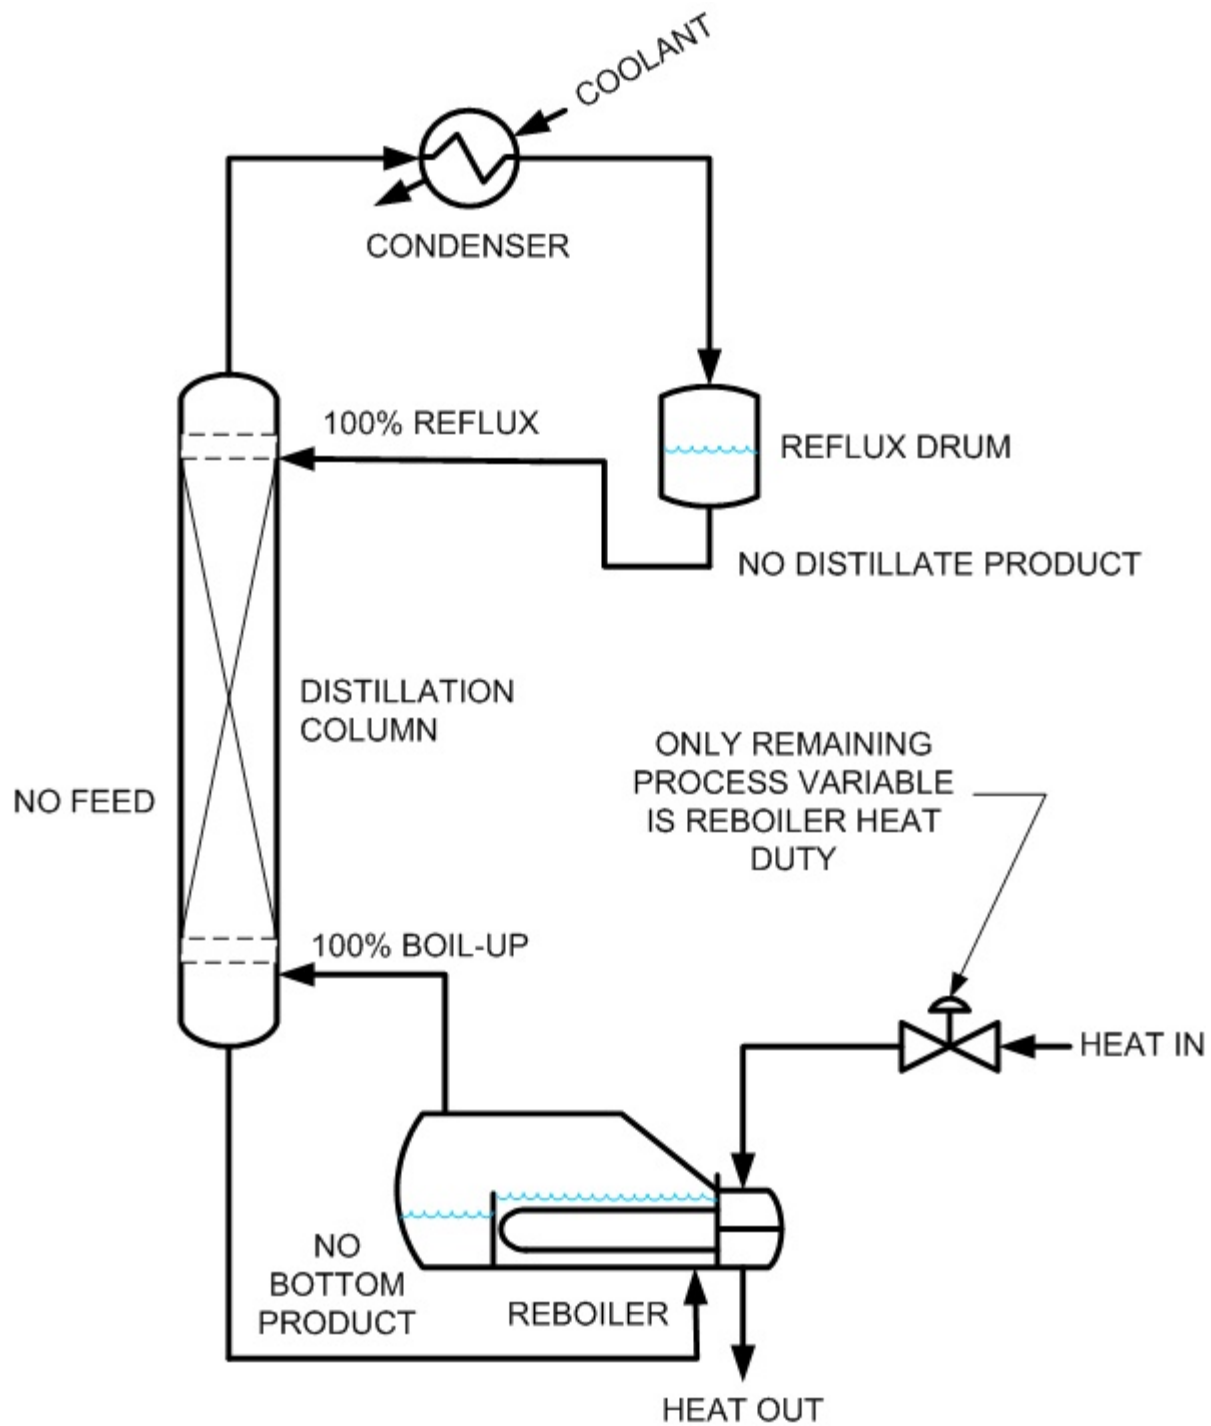 COOLANT
CONDENSER
100% REFLUX
REFLUX DRUM
NO DISTILLATE PRODUCT
DISTILLATION
COLUMN
ONLY REMAINING
PROCESS VARIABLE
IS REBOILER HEAT
DUTY
NO FEED
100% BOIL-UP
HEAT IN
NO
BOTTOM
PRODUCT
REBOILER
HEAT OUT